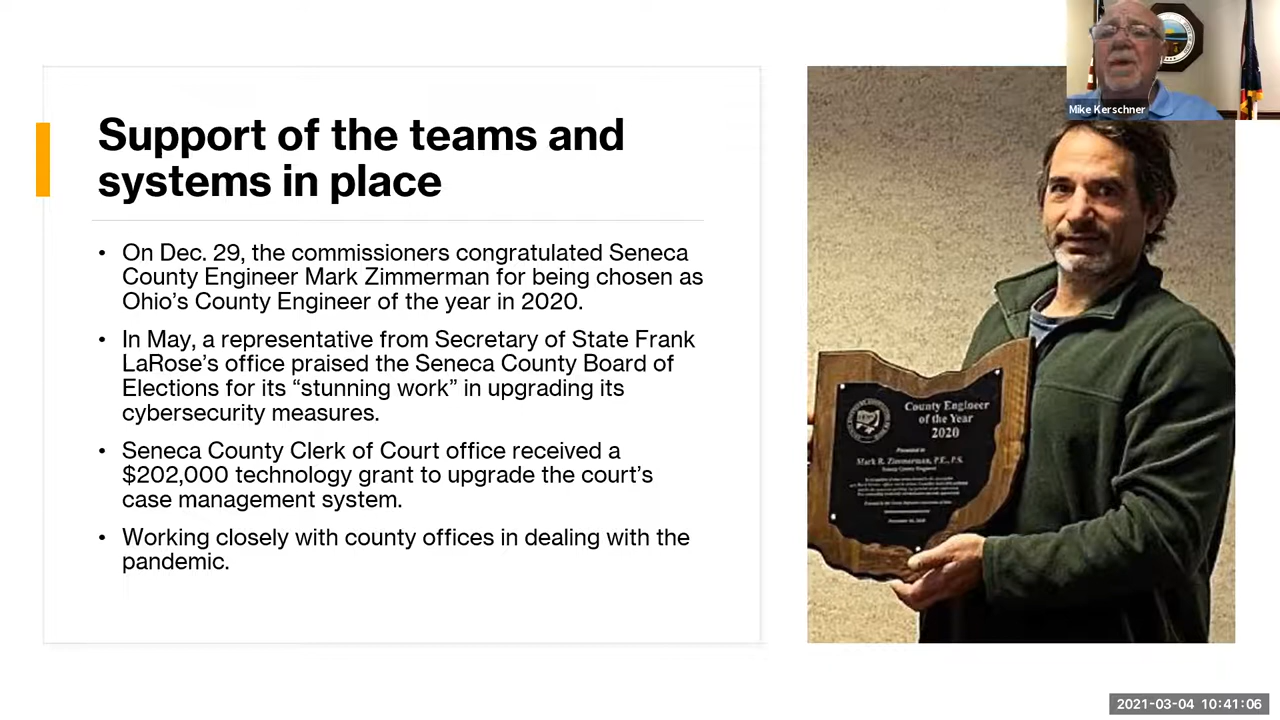 Mike Kerschner
Support of the teams and
systems in place
• On Dec. 29, the commissioners congratulated Seneca
County Engineer Mark Zimmerman for being chosen as
Ohio’s County Engineer of the year in 2020.
• In May, a representative from Secretary of State Frank
LaRose’s office praised the Seneca County Board of
Elections for its “stunning work” in upgrading its
cybersecurity measures.
• Seneca County Clerk of Court office received a
$202,000 technology grant to upgrade the court’s
case management system.
• Working closely with county offices in dealing with the
pandemic.
County Engineer
of the Year
2020
Presented to
Mark R. Zimmerman, P.E., P.S.
Seneca County Engineer
2021-03-04 10:41:06